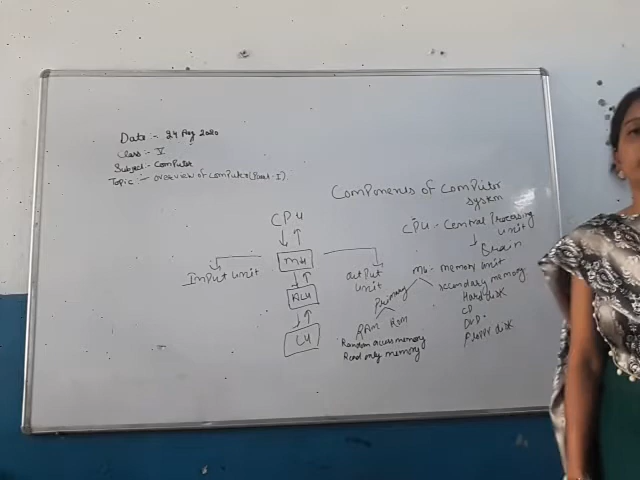 Date :- 24 Aug 2020
Class :- V
Subject :- Computer
Topic :- overview of Computer (Part-I)
Components of Computer
system
CPU
MU
ALU
CU
Input unit
output
unit
CPU - Central Processing
unit
Brain
MU - memory unit
Primary
secondary memory
RAM ROM
Random access memory
Read only memory
Hard disk
CD
DVD.
Floppy disk